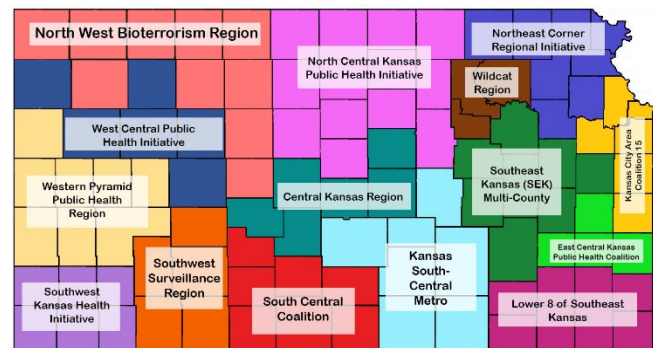 North West Bioterrorism Region
North Central Kansas
Public Health Initiative
Northeast Corner
Regional Initiative
Wildcat
Region
West Central Public
Health Initiative
Kansas City Area
Coalition 15
Western Pyramid
Public Health
Region
Central Kansas Region
Southeast
Kansas (SEK)
Multi-County
Southwest
Surveillance
Region
Kansas
South-
Central
Metro
East Central Kansas
Public Health Coalition
Southwest
Kansas Health
Initiative
South Central
Coalition
Lower 8 of Southeast
Kansas